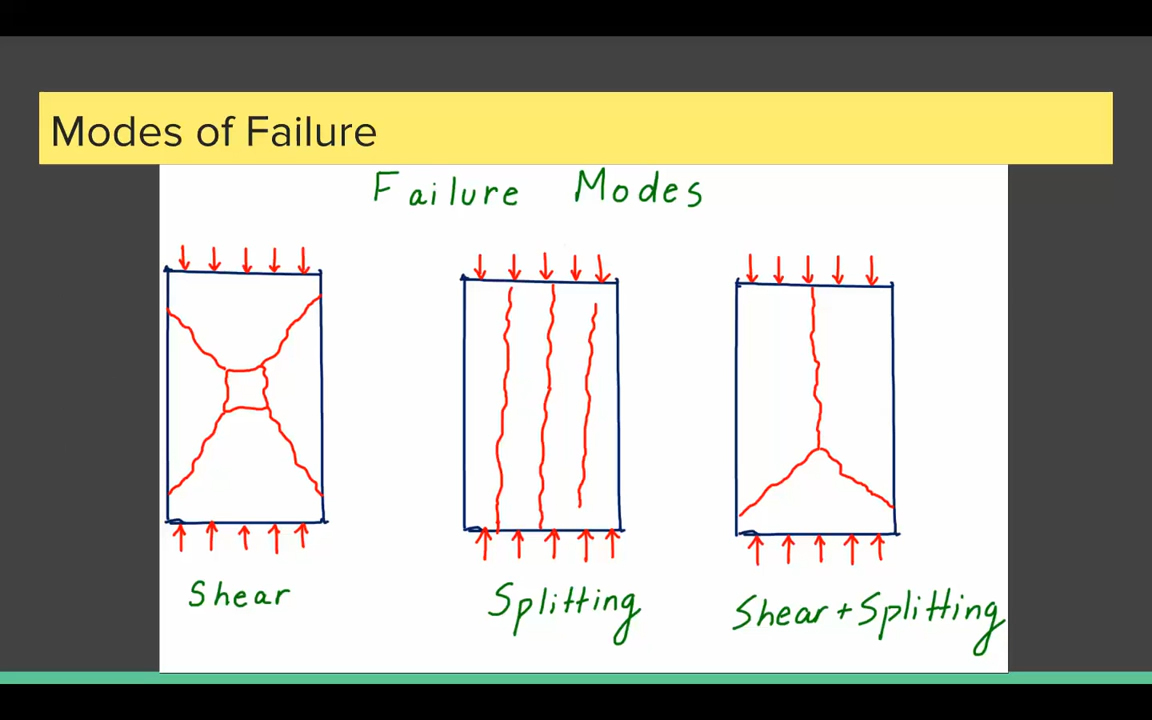 Modes of Failure
Failure Modes
Shear
Splitting
Shear + Splitting